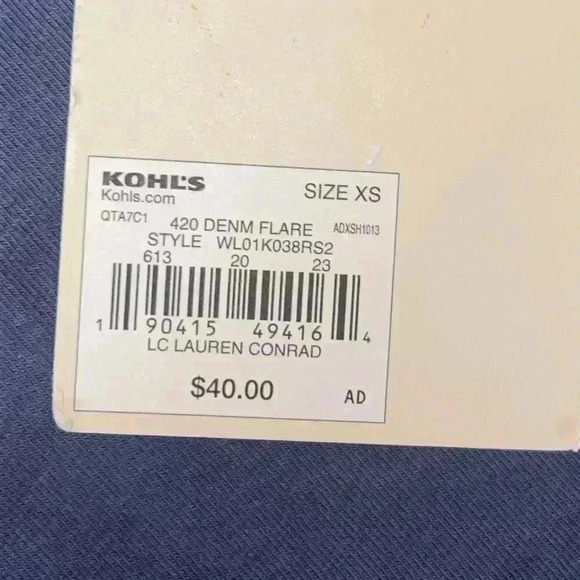 KOHL'S
SIZE XS
Kohls.com
QTA7C1 420 DENM FLARE ADXSH1013
STYLE WL01K038RS2
613 20 23
1 90415 49416 4
LC LAUREN CONRAD
$40.00 AD